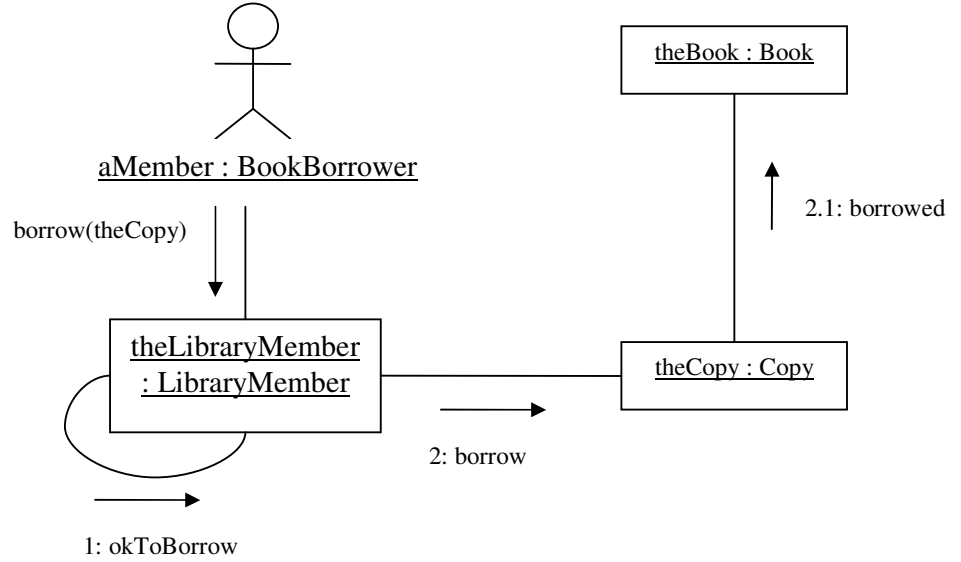 theBook : Book
aMember : BookBorrower
2.1: borrowed
borrow(theCopy)
theLibraryMember
: LibraryMember
theCopy : Copy
2: borrow
1: okToBorrow